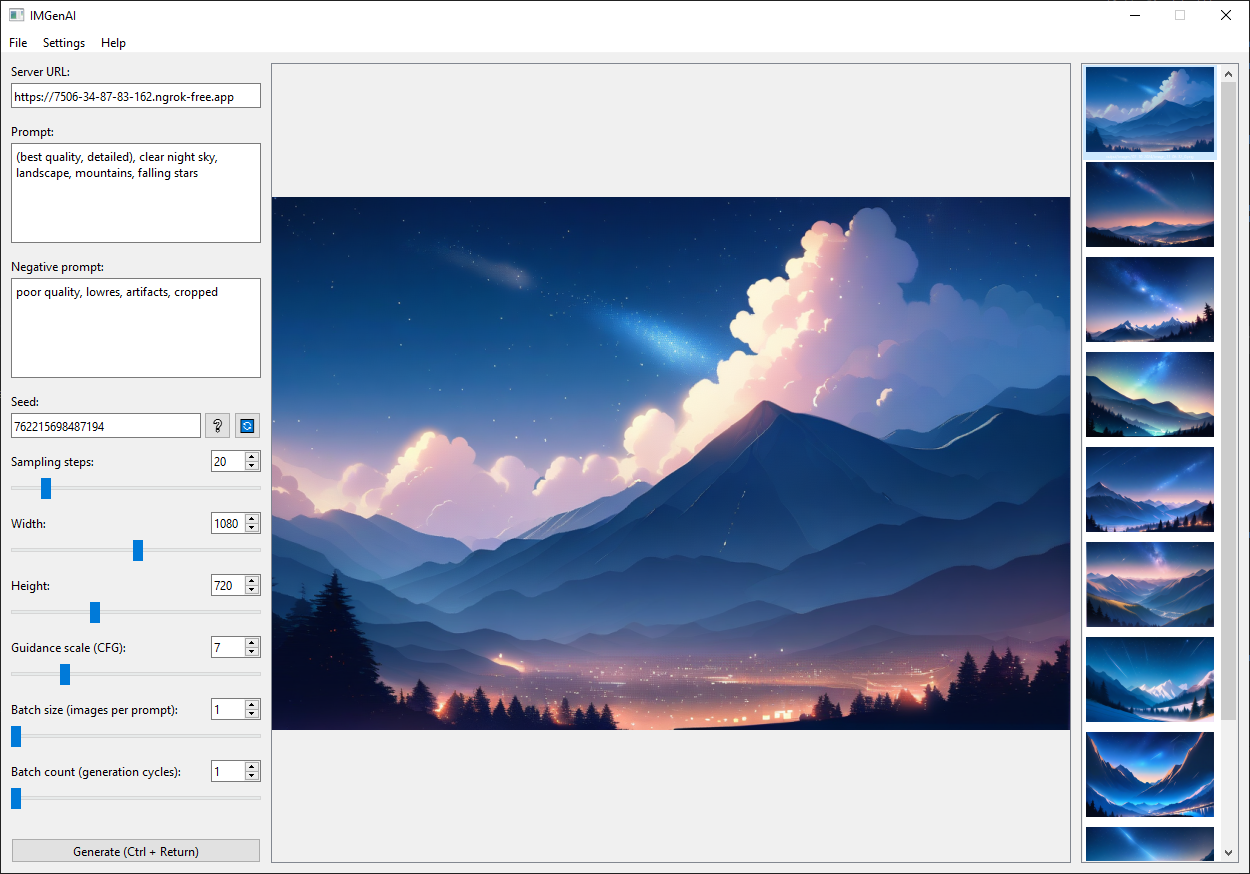 IMGenAI
File Settings Help
Server URL:
https://7506-34-87-83-162.ngrok-free.app
Prompt:
(best quality, detailed), clear night sky,
landscape, mountains, falling stars
Negative prompt:
poor quality, lowres, artifacts, cropped
Seed:
762215698487194
?
Sampling steps:
20
Width:
1080
Height:
720
Guidance scale (CFG):
7
Batch size (images per prompt):
1
Batch count (generation cycles):
1
Generate (Ctrl + Return)